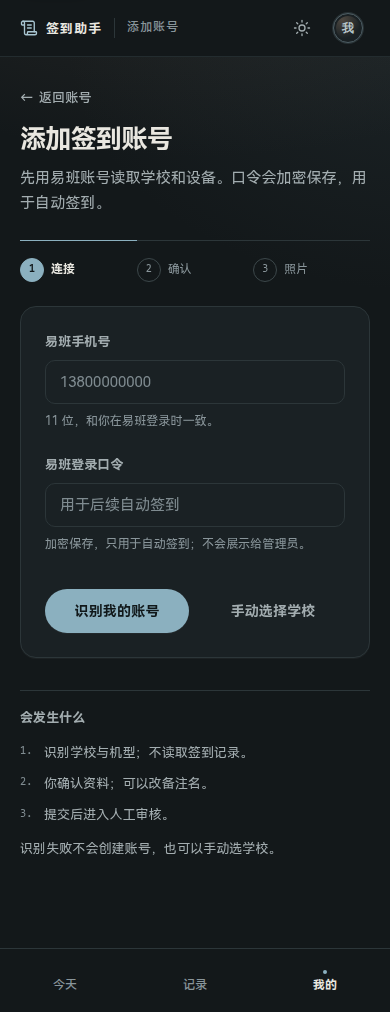 签到助手 添加账号 我
← 返回账号
添加签到账号
先用易班账号读取学校和设备。口令会加密保存，用
于自动签到。
1 连接 2 确认 3 照片
易班手机号
13800000000
11 位，和你在易班登录时一致。
易班登录口令
用于后续自动签到
加密保存，只用于自动签到；不会展示给管理员。
识别我的账号 手动选择学校
会发生什么
1. 识别学校与机型；不读取签到记录。
2. 你确认资料；可以改备注名。
3. 提交后进入人工审核。
识别失败不会创建账号，也可以手动选学校。
今天 记录 我的